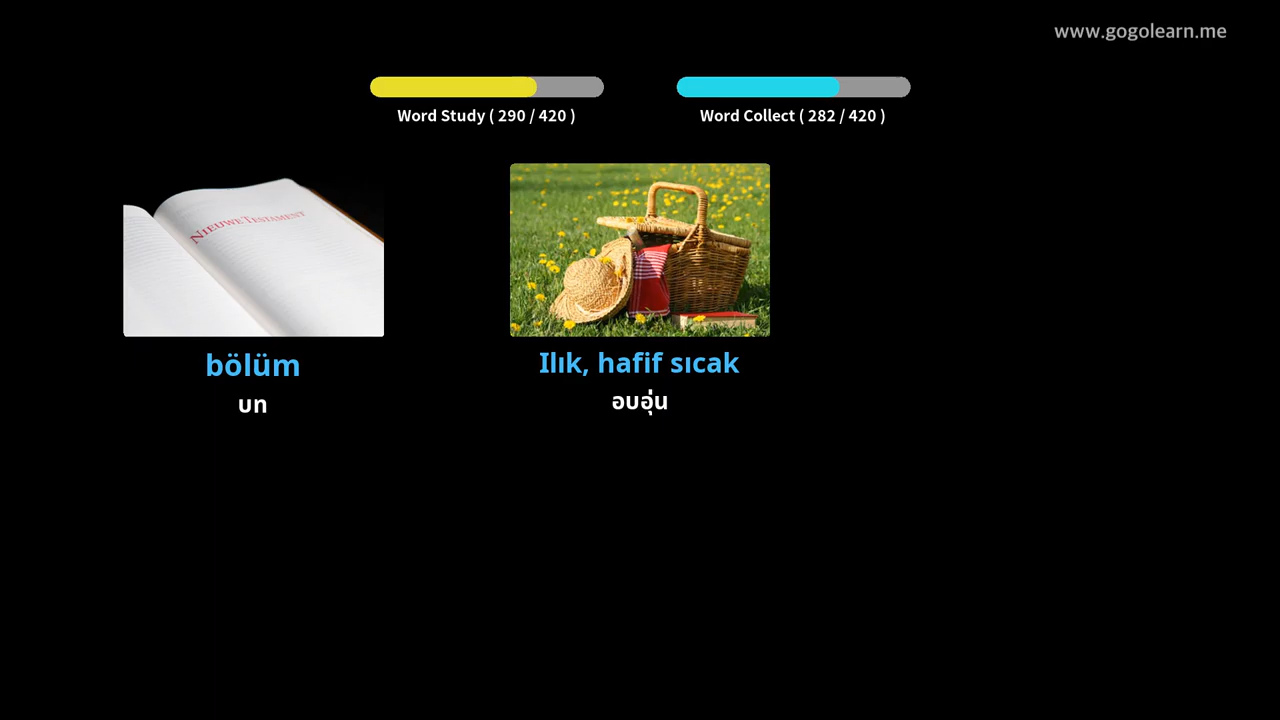 www.gogolearn.me
Word Study ( 290 / 420 )
Word Collect ( 282 / 420 )
NIEUWE TESTAMENT
bölüm
บท
Ilık, hafif sıcak
อบอุ่น